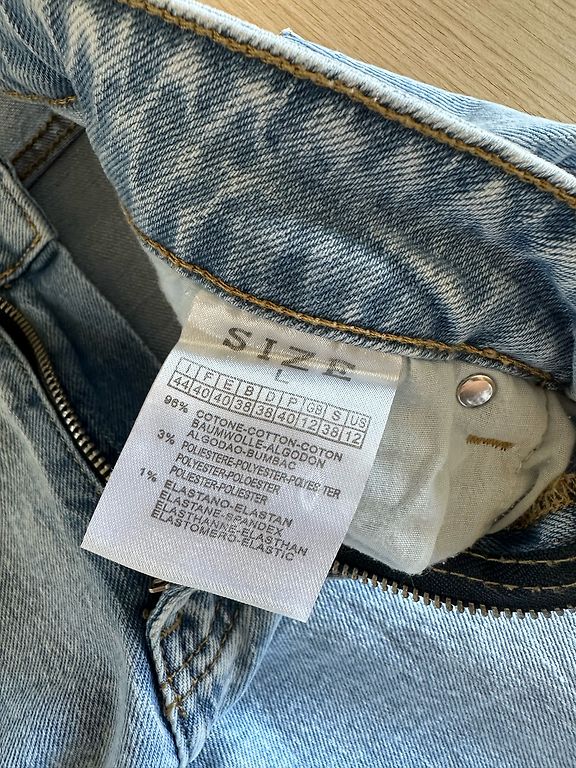 SIZE
L
I F E B D P GB S US
44 40 40 38 38 40 12 38 12
96% COTONE-COTTON-COTON
BAUMWOLLE-ALGODON
ALGODAO-BUMBAC
3% POLIESTERE-POLYESTER-POLYESTER
POLYESTER-POLOESTER
POLIESTER-POLIESTER
1% ELASTANO-ELASTAN
ELASTANE-SPANDEX
ELASTHANNE-ELASTHAN
ELASTOMERO-ELASTIC